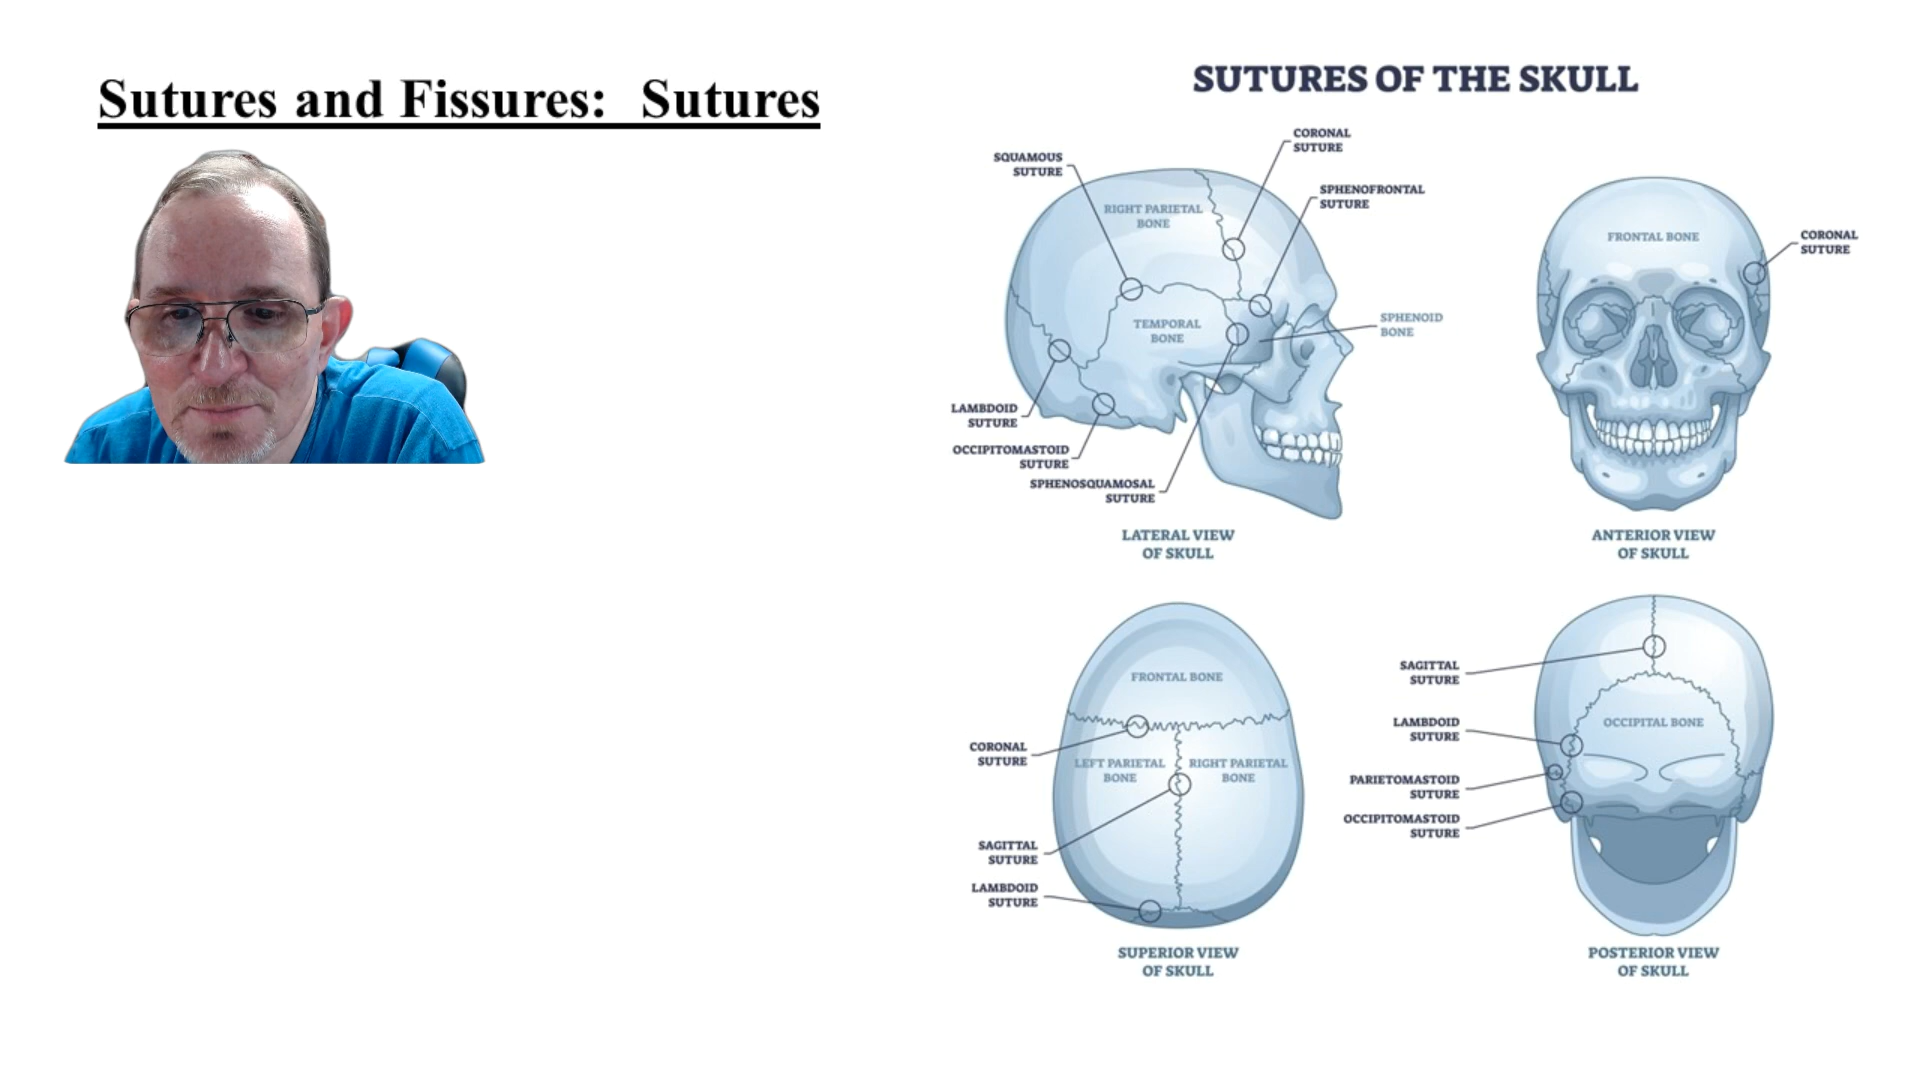 Sutures and Fissures:  Sutures
SUTURES OF THE SKULL
CORONAL
SUTURE
SQUAMOUS
SUTURE
SPHENOFRONTAL
SUTURE
RIGHT PARIETAL
BONE
TEMPORAL
BONE
SPHENOID
BONE
LAMBDOID
SUTURE
OCCIPITOMASTOID
SUTURE
SPHENOSQUAMOSAL
SUTURE
LATERAL VIEW
OF SKULL
FRONTAL BONE
CORONAL
SUTURE
ANTERIOR VIEW
OF SKULL
FRONTAL BONE
CORONAL
SUTURE
LEFT PARIETAL
BONE
RIGHT PARIETAL
BONE
SAGITTAL
SUTURE
LAMBDOID
SUTURE
SUPERIOR VIEW
OF SKULL
SAGITTAL
SUTURE
LAMBDOID
SUTURE
OCCIPITAL BONE
PARIETOMASTOID
SUTURE
OCCIPITOMASTOID
SUTURE
POSTERIOR VIEW
OF SKULL